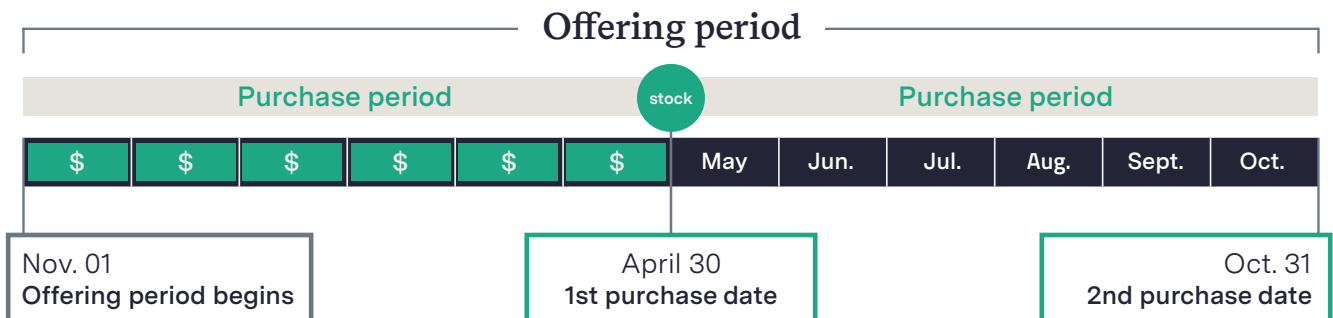 Offering period
Purchase period stock Purchase period
$ $ $ $ $ $ May Jun. Jul. Aug. Sept. Oct.
Nov. 01
Offering period begins
April 30
1st purchase date
Oct. 31
2nd purchase date